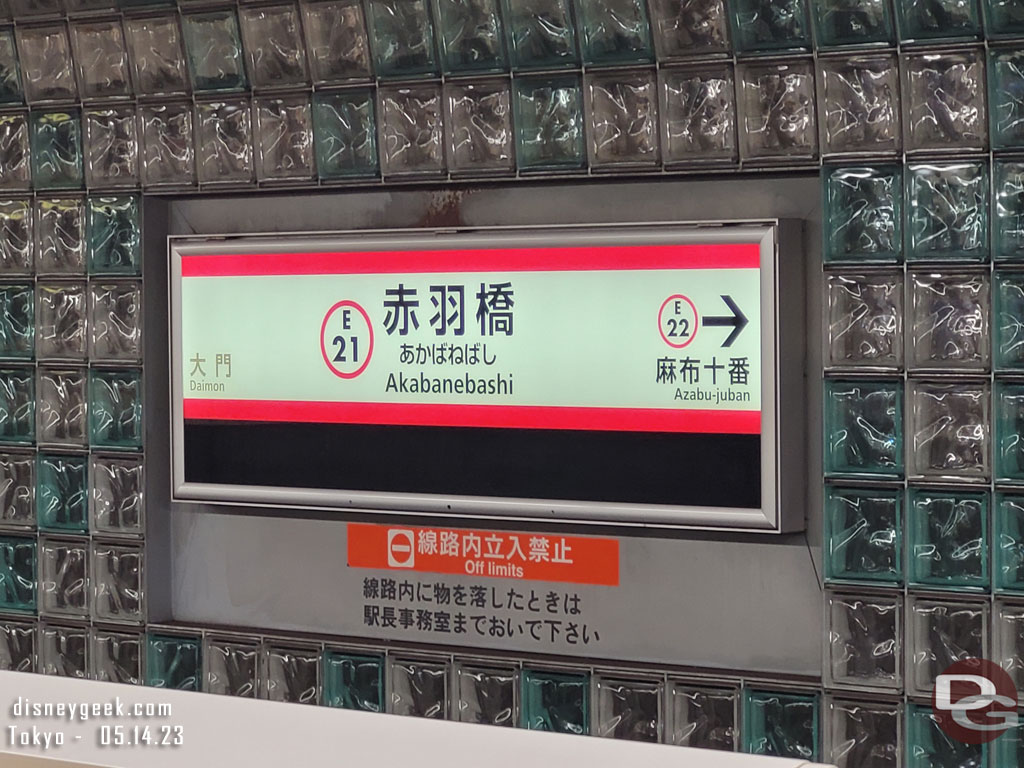 E
21
赤羽橋
あかばねばし
Akabanebashi
大門
Daimon
E
22
麻布十番
Azabu-juban
線路内立入禁止
Off limits
線路内に物を落したときは
駅長事務室までおいで下さい
disneygeek.com
Tokyo - 05.14.23
DG